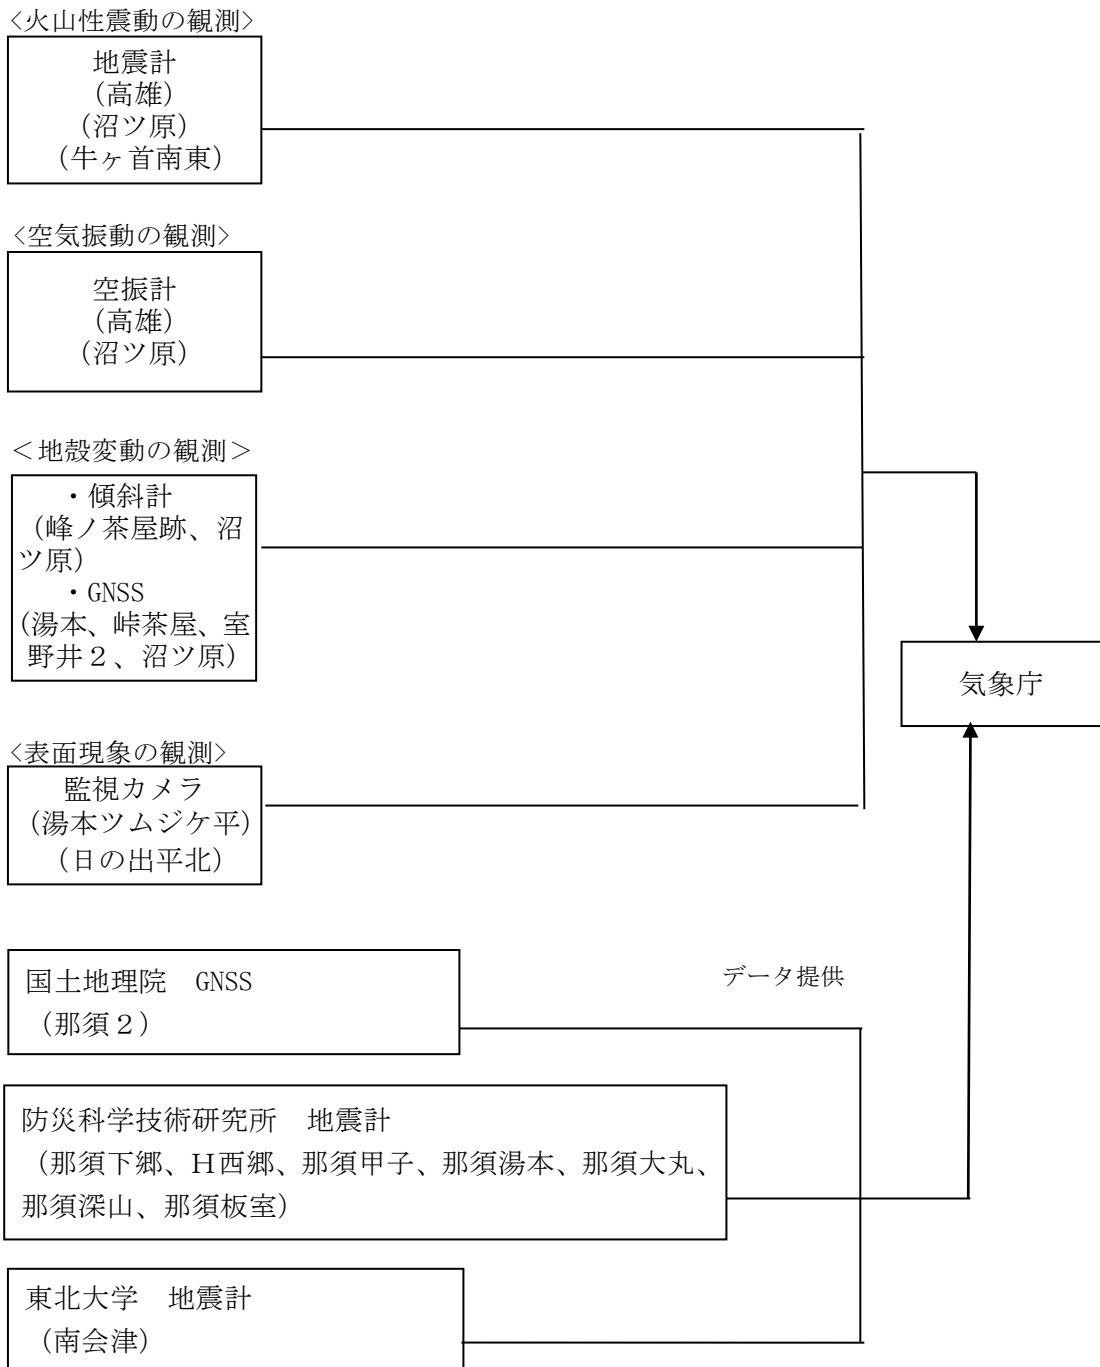 <火山性震動の観測>
地震計
(高雄)
(沼ツ原)
(牛ヶ首南東)
<空気振動の観測>
空振計
(高雄)
(沼ツ原)
＜地殻変動の観測＞
・傾斜計
(峰ノ茶屋跡、沼
ツ原)
・GNSS
(湯本、峠茶屋、室
野井２、沼ツ原)
気象庁
<表面現象の観測>
監視カメラ
(湯本ツムジケ平)
(日の出平北)
国土地理院　GNSS
（那須２）
データ提供
防災科学技術研究所　地震計
（那須下郷、Ｈ西郷、那須甲子、那須湯本、那須大丸、
那須深山、那須板室）
東北大学　地震計
（南会津）